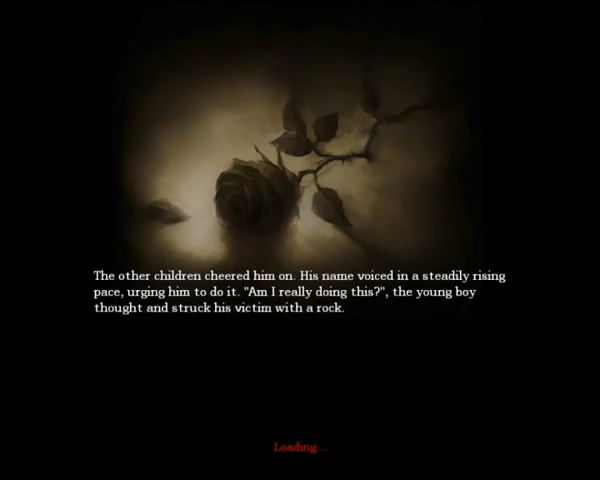 The other children cheered him on. His name voiced in a steadily rising
pace, urging him to do it. "Am I really doing this?", the young boy
thought and struck his victim with a rock.
Loading...